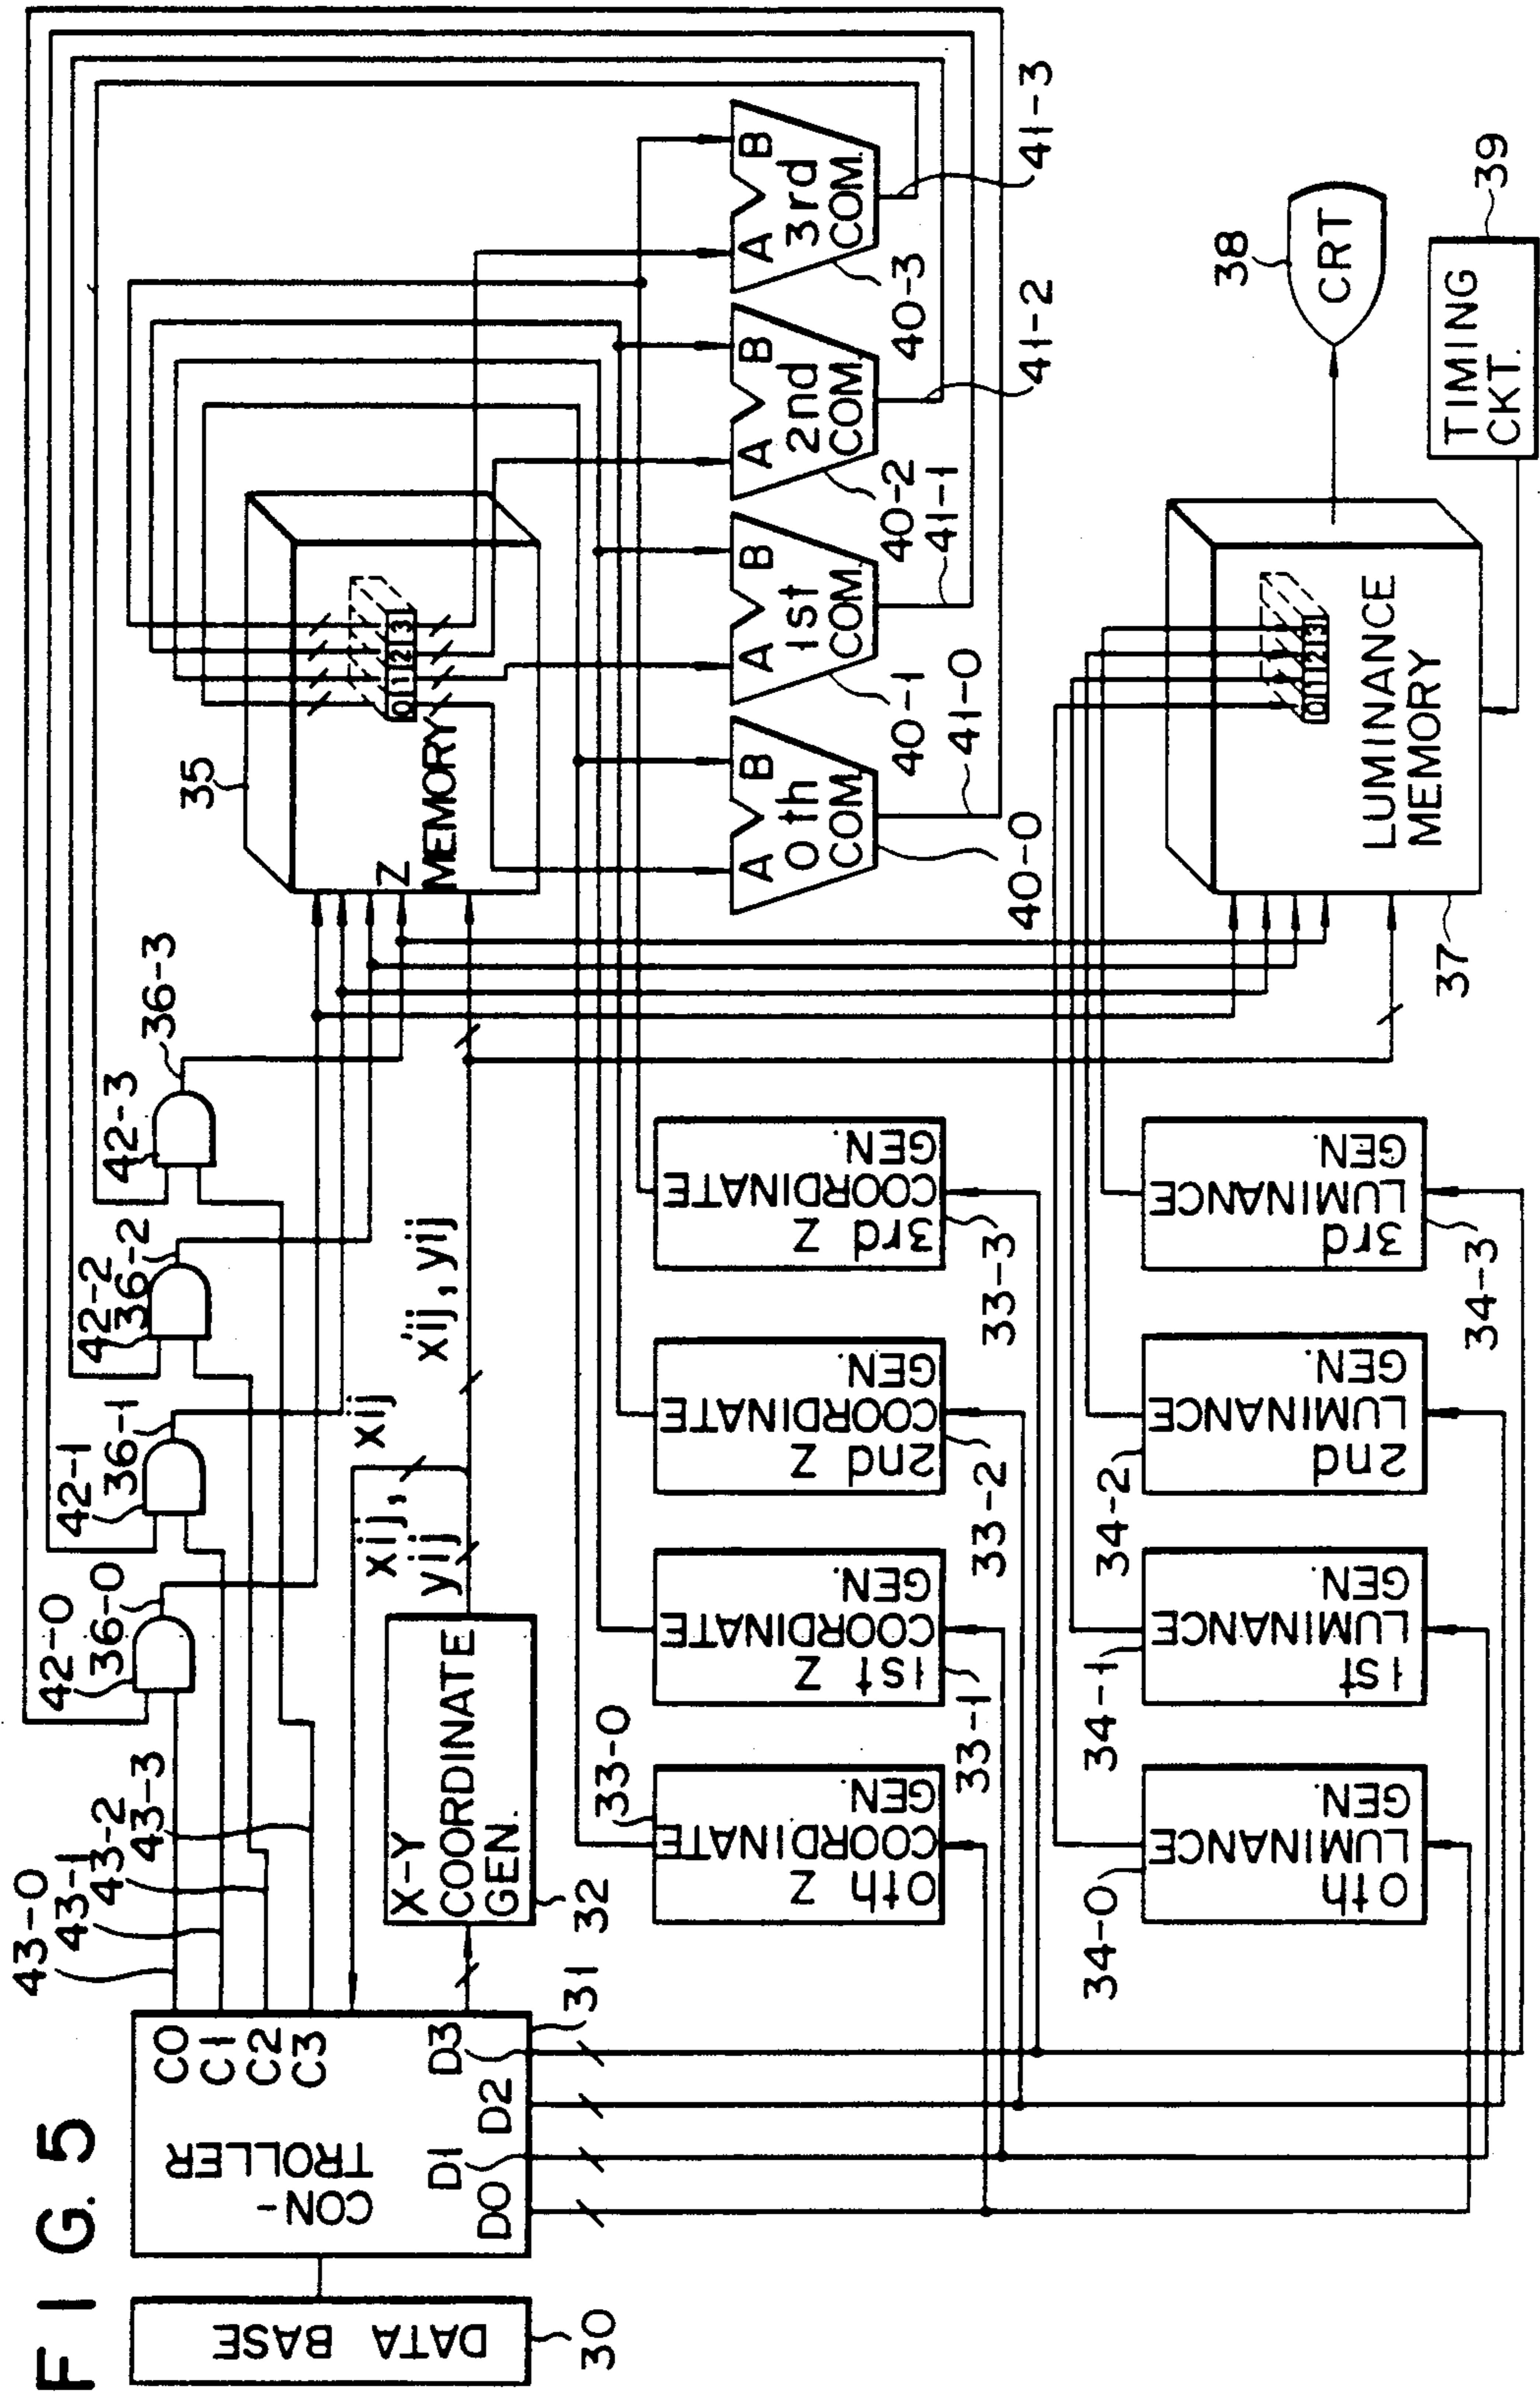 FIG. 5
DATA BASE
30
CON-
TROLLER
C0
C1
C2
C3
D0
D1
D2
D3
31
43-0
43-1
43-2
43-3
42-0
36-0
42-1
36-1
42-2
36-2
42-3
36-3
X-Y
COORDINATE
GEN.
32
xij,
yij
xij
x'ij, yij
35
Z
MEMORY
0 1 2 3
0th Z
COORDINATE
GEN.
33-0
1st Z
COORDINATE
GEN.
33-1
2nd Z
COORDINATE
GEN.
33-2
3rd Z
COORDINATE
GEN.
33-3
A B
0th
COM.
40-0
41-0
A B
1st
COM.
40-1
41-1
A B
2nd
COM.
40-2
41-2
A B
3rd
COM.
40-3
41-3
0th
LUMINANCE
GEN.
34-0
1st
LUMINANCE
GEN.
34-1
2nd
LUMINANCE
GEN.
34-2
3rd
LUMINANCE
GEN.
34-3
0 1 2 3
LUMINANCE
MEMORY
37
38
CRT
TIMING
CKT.
39